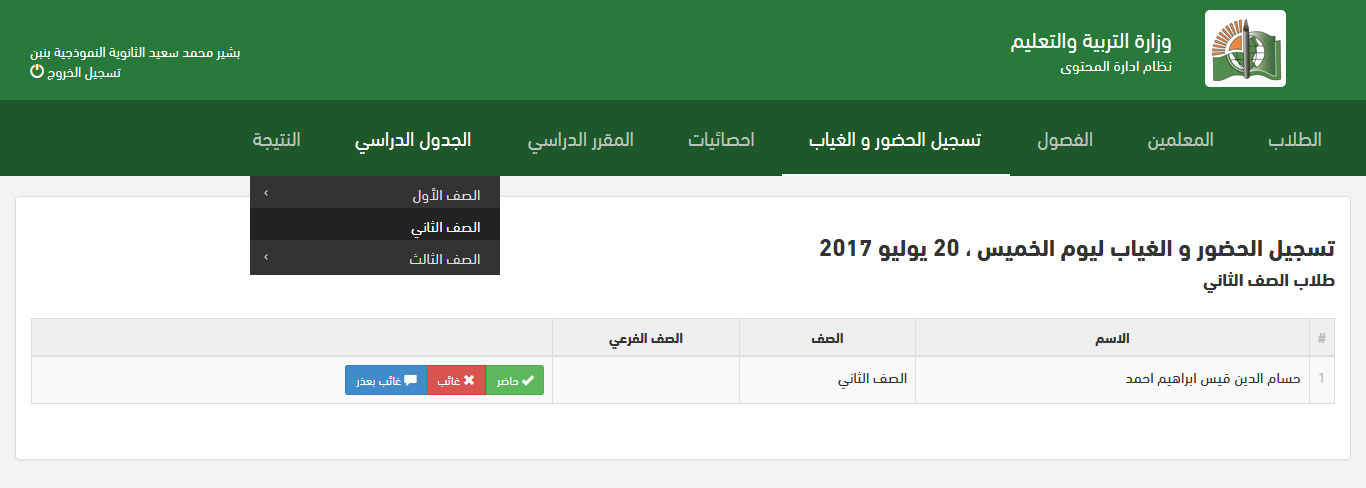 وزارة التربية والتعليم
نظام ادارة المحتوى
بشير محمد سعيد الثانوية النموذجية بنبن
تسجيل الخروج
الطلاب المعلمين الفصول تسجيل الحضور و الغياب احصائيات المقرر الدراسي الجدول الدراسي النتيجة
الصف الأول
الصف الثاني
الصف الثالث
تسجيل الحضور و الغياب ليوم الخميس ، 20 يوليو 2017
طلاب الصف الثاني
# الاسم الصف الصف الفرعي
1 حسام الدين قيس ابراهيم احمد الصف الثاني حاضر غائب غائب بعذر